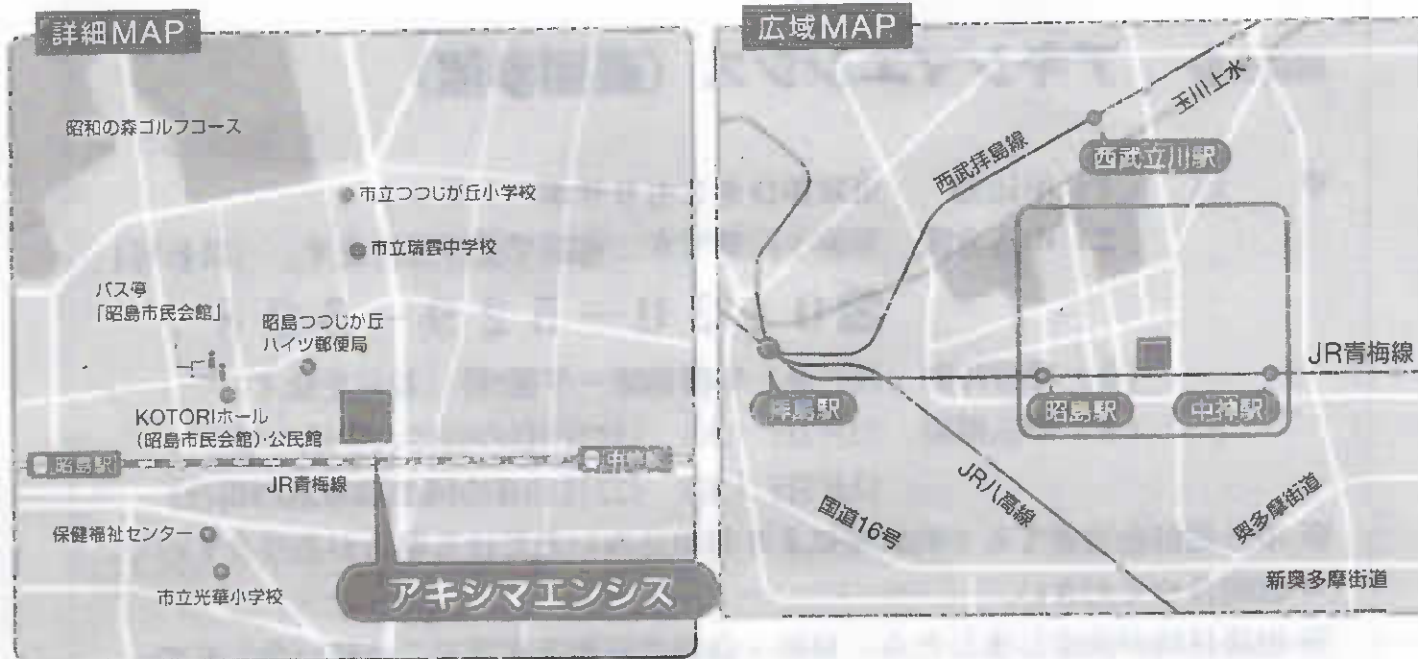 詳細MAP
昭和の森ゴルフコース
市立つつじが丘小学校
市立瑞雲中学校
バス停
「昭島市民会館」
昭島つつじが丘
ハイツ郵便局
KOTORIホール
(昭島市民会館)・公民館
昭島駅
中神駅
JR青梅線
保健福祉センター
市立光華小学校
アキシマエンシス
広域MAP
玉川上水
西武拝島線
西武立川駅
JR青梅線
拝島駅
昭島駅
中神駅
JR八高線
国道16号
奥多摩街道
新奥多摩街道